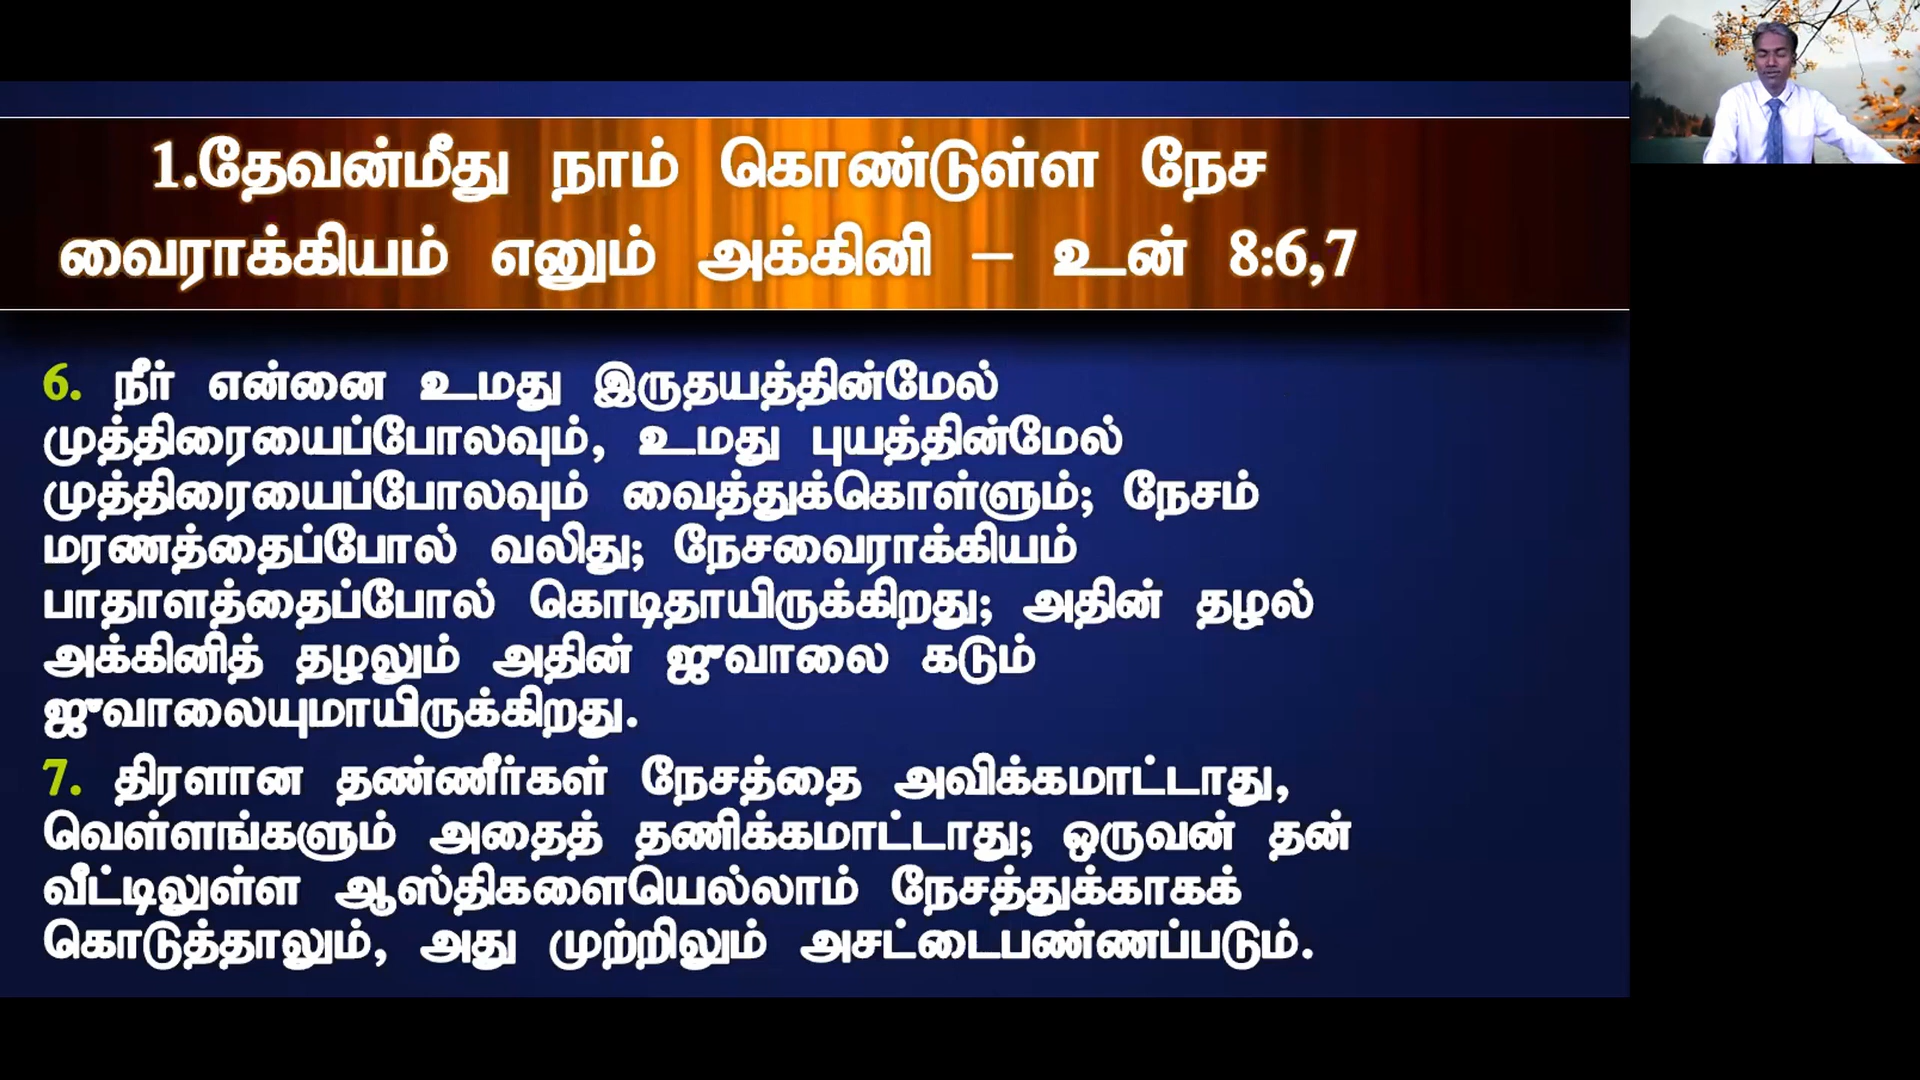 1.தேவன்மீது நாம் கொண்டுள்ள நேச
வைராக்கியம் எனும் அக்கினி – உன் 8:6,7
6. நீர் என்னை உமது இருதயத்தின்மேல்
முத்திரையைப்போலவும், உமது புயத்தின்மேல்
முத்திரையைப்போலவும் வைத்துக்கொள்ளும்; நேசம்
மரணத்தைப்போல் வலிது; நேசவைராக்கியம்
பாதாளத்தைப்போல் கொடிதாயிருக்கிறது; அதின் தழல்
அக்கினித் தழலும் அதின் ஜுவாலை கடும்
ஜுவாலையுமாயிருக்கிறது.
7. திரளான தண்ணீர்கள் நேசத்தை அவிக்கமாட்டாது,
வெள்ளங்களும் அதைத் தணிக்கமாட்டாது; ஒருவன் தன்
வீட்டிலுள்ள ஆஸ்திகளையெல்லாம் நேசத்துக்காகக்
கொடுத்தாலும், அது முற்றிலும் அசட்டைபண்ணப்படும்.